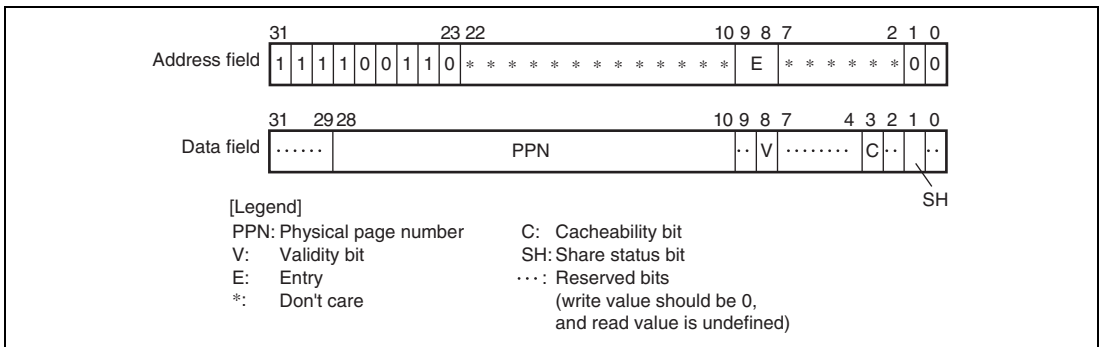 31 23 22 10 9 8 7 2 1 0
Address field 1 1 1 1 0 0 1 1 0 * * * * * * * * * * * * * E * * * * * * 0 0
31 29 28 10 9 8 7 4 3 2 1 0
Data field ...... PPN .. V ........ C .. ..
SH
[Legend]
PPN: Physical page number C: Cacheability bit
V: Validity bit SH: Share status bit
E: Entry ...: Reserved bits
*: Don't care (write value should be 0,
and read value is undefined)